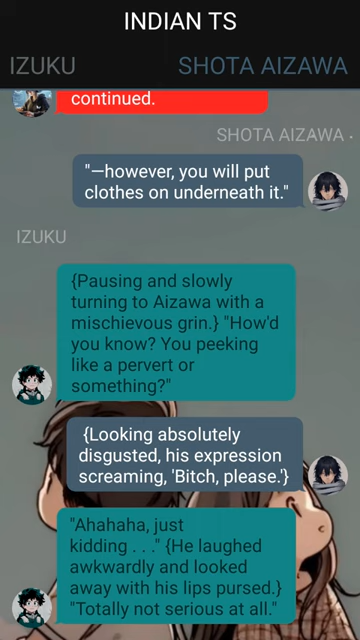 INDIAN TS
IZUKU
SHOTA AIZAWA
continued.
SHOTA AIZAWA .
"—however, you will put
clothes on underneath it."
IZUKU
{Pausing and slowly
turning to Aizawa with a
mischievous grin.} "How'd
you know? You peeking
like a pervert or
something?"
{Looking absolutely
disgusted, his expression
screaming, 'Bitch, please.'}
"Ahahaha, just
kidding . . ." {He laughed
awkwardly and looked
away with his lips pursed.}
"Totally not serious at all."